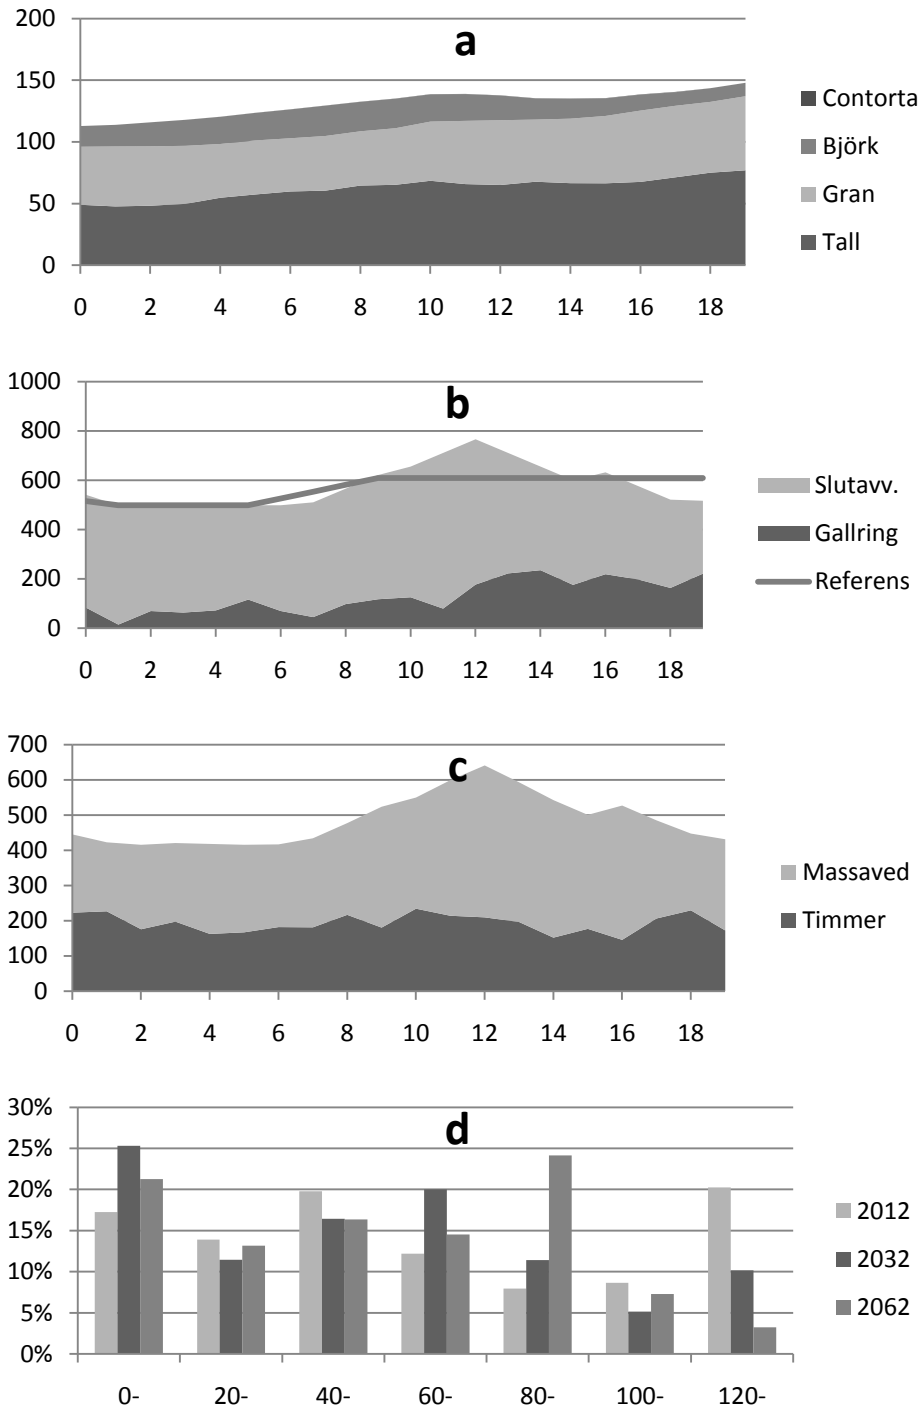 a
200
150
100
50
0
0 2 4 6 8 10 12 14 16 18
Contorta
Björk
Gran
Tall
b
1000
800
600
400
200
0
0 2 4 6 8 10 12 14 16 18
Slutavv.
Gallring
Referens
c
700
600
500
400
300
200
100
0
0 2 4 6 8 10 12 14 16 18
Massaved
Timmer
d
30%
25%
20%
15%
10%
5%
0%
0- 20- 40- 60- 80- 100- 120-
2012
2032
2062